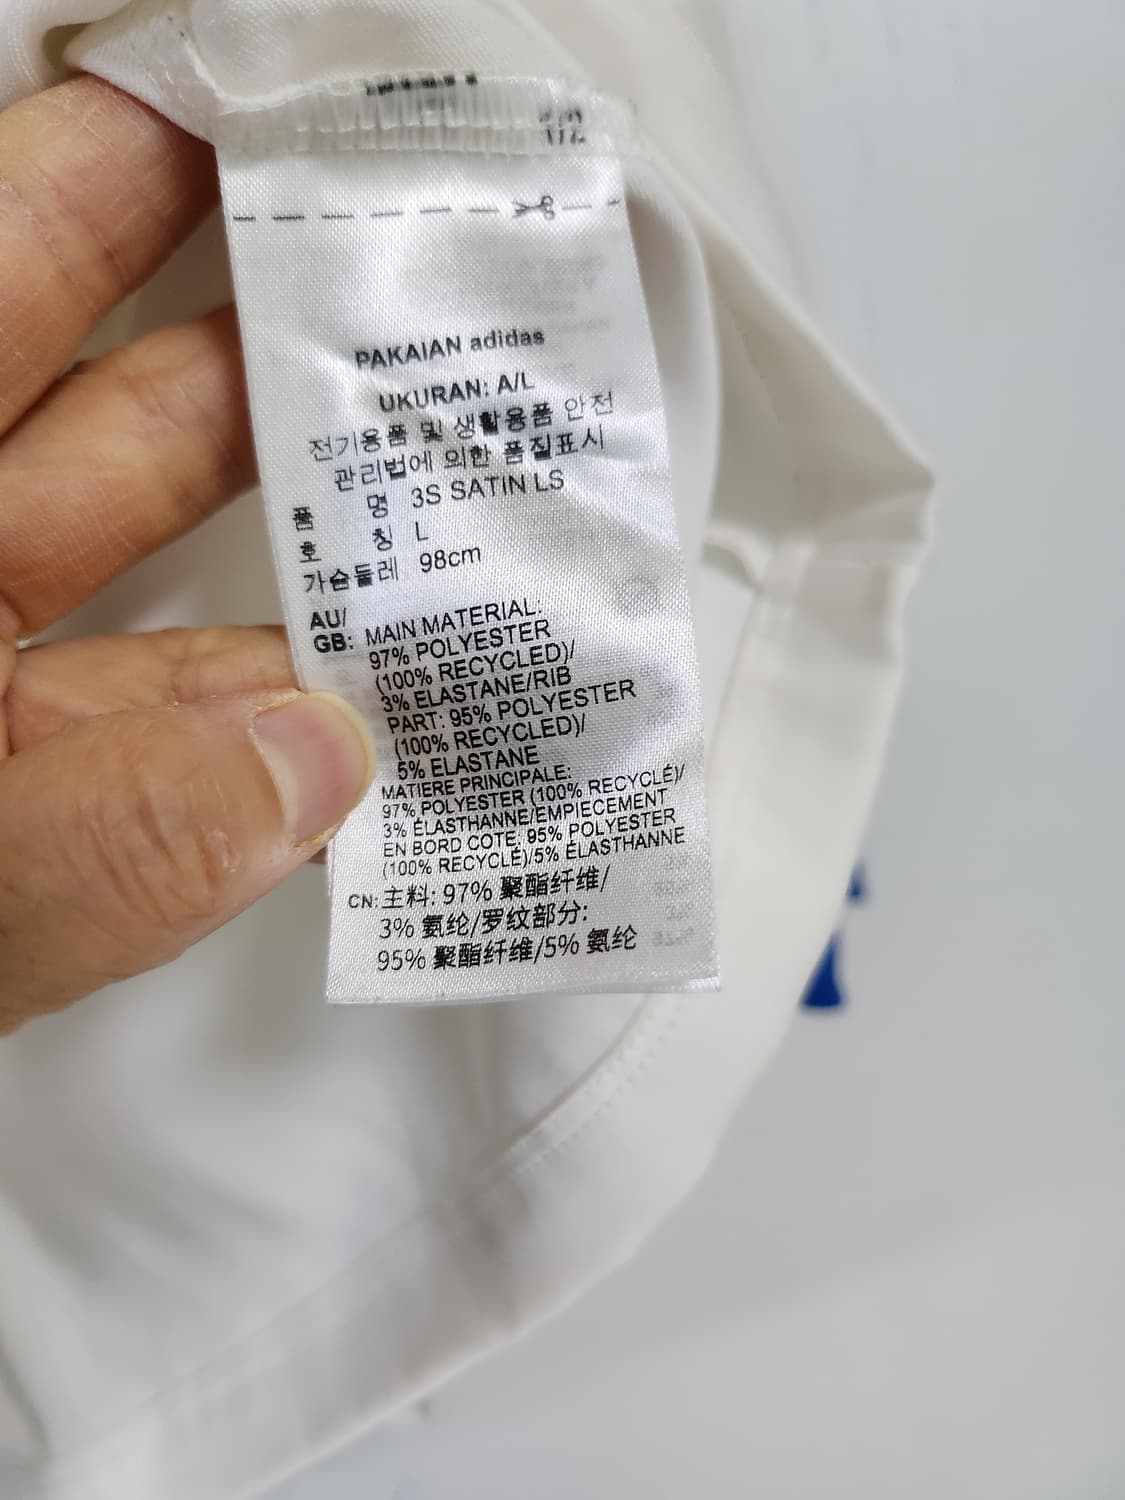 PAKAIAN adidas
UKURAN: A/L
전기용품 및 생활용품 안전
관리법에 의한 품질표시
품 명 3S SATIN LS
호 칭 L
가슴둘레 98cm
AU/
GB: MAIN MATERIAL:
97% POLYESTER
(100% RECYCLED)/
3% ELASTANE/RIB
PART: 95% POLYESTER
(100% RECYCLED)/
5% ELASTANE
MATIERE PRINCIPALE:
97% POLYESTER (100% RECYCLÉ)/
3% ÉLASTHANNE/EMPIECEMENT
EN BORD COTE: 95% POLYESTER
(100% RECYCLÉ)/5% ÉLASTHANNE
CN: 主料: 97% 聚酯纤维/
3% 氨纶/罗纹部分:
95% 聚酯纤维/5% 氨纶